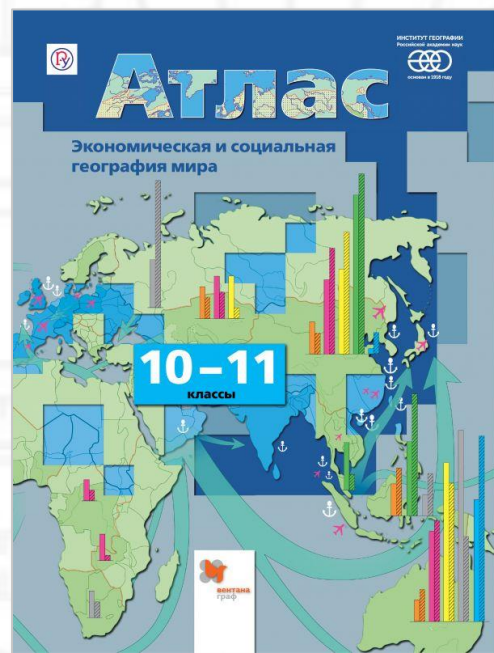 ИНСТИТУТ ГЕОГРАФИИ
Российской академии наук
основан в 1918 году
Атлас
Экономическая и социальная
география мира
10–11
классы
вентана
граф